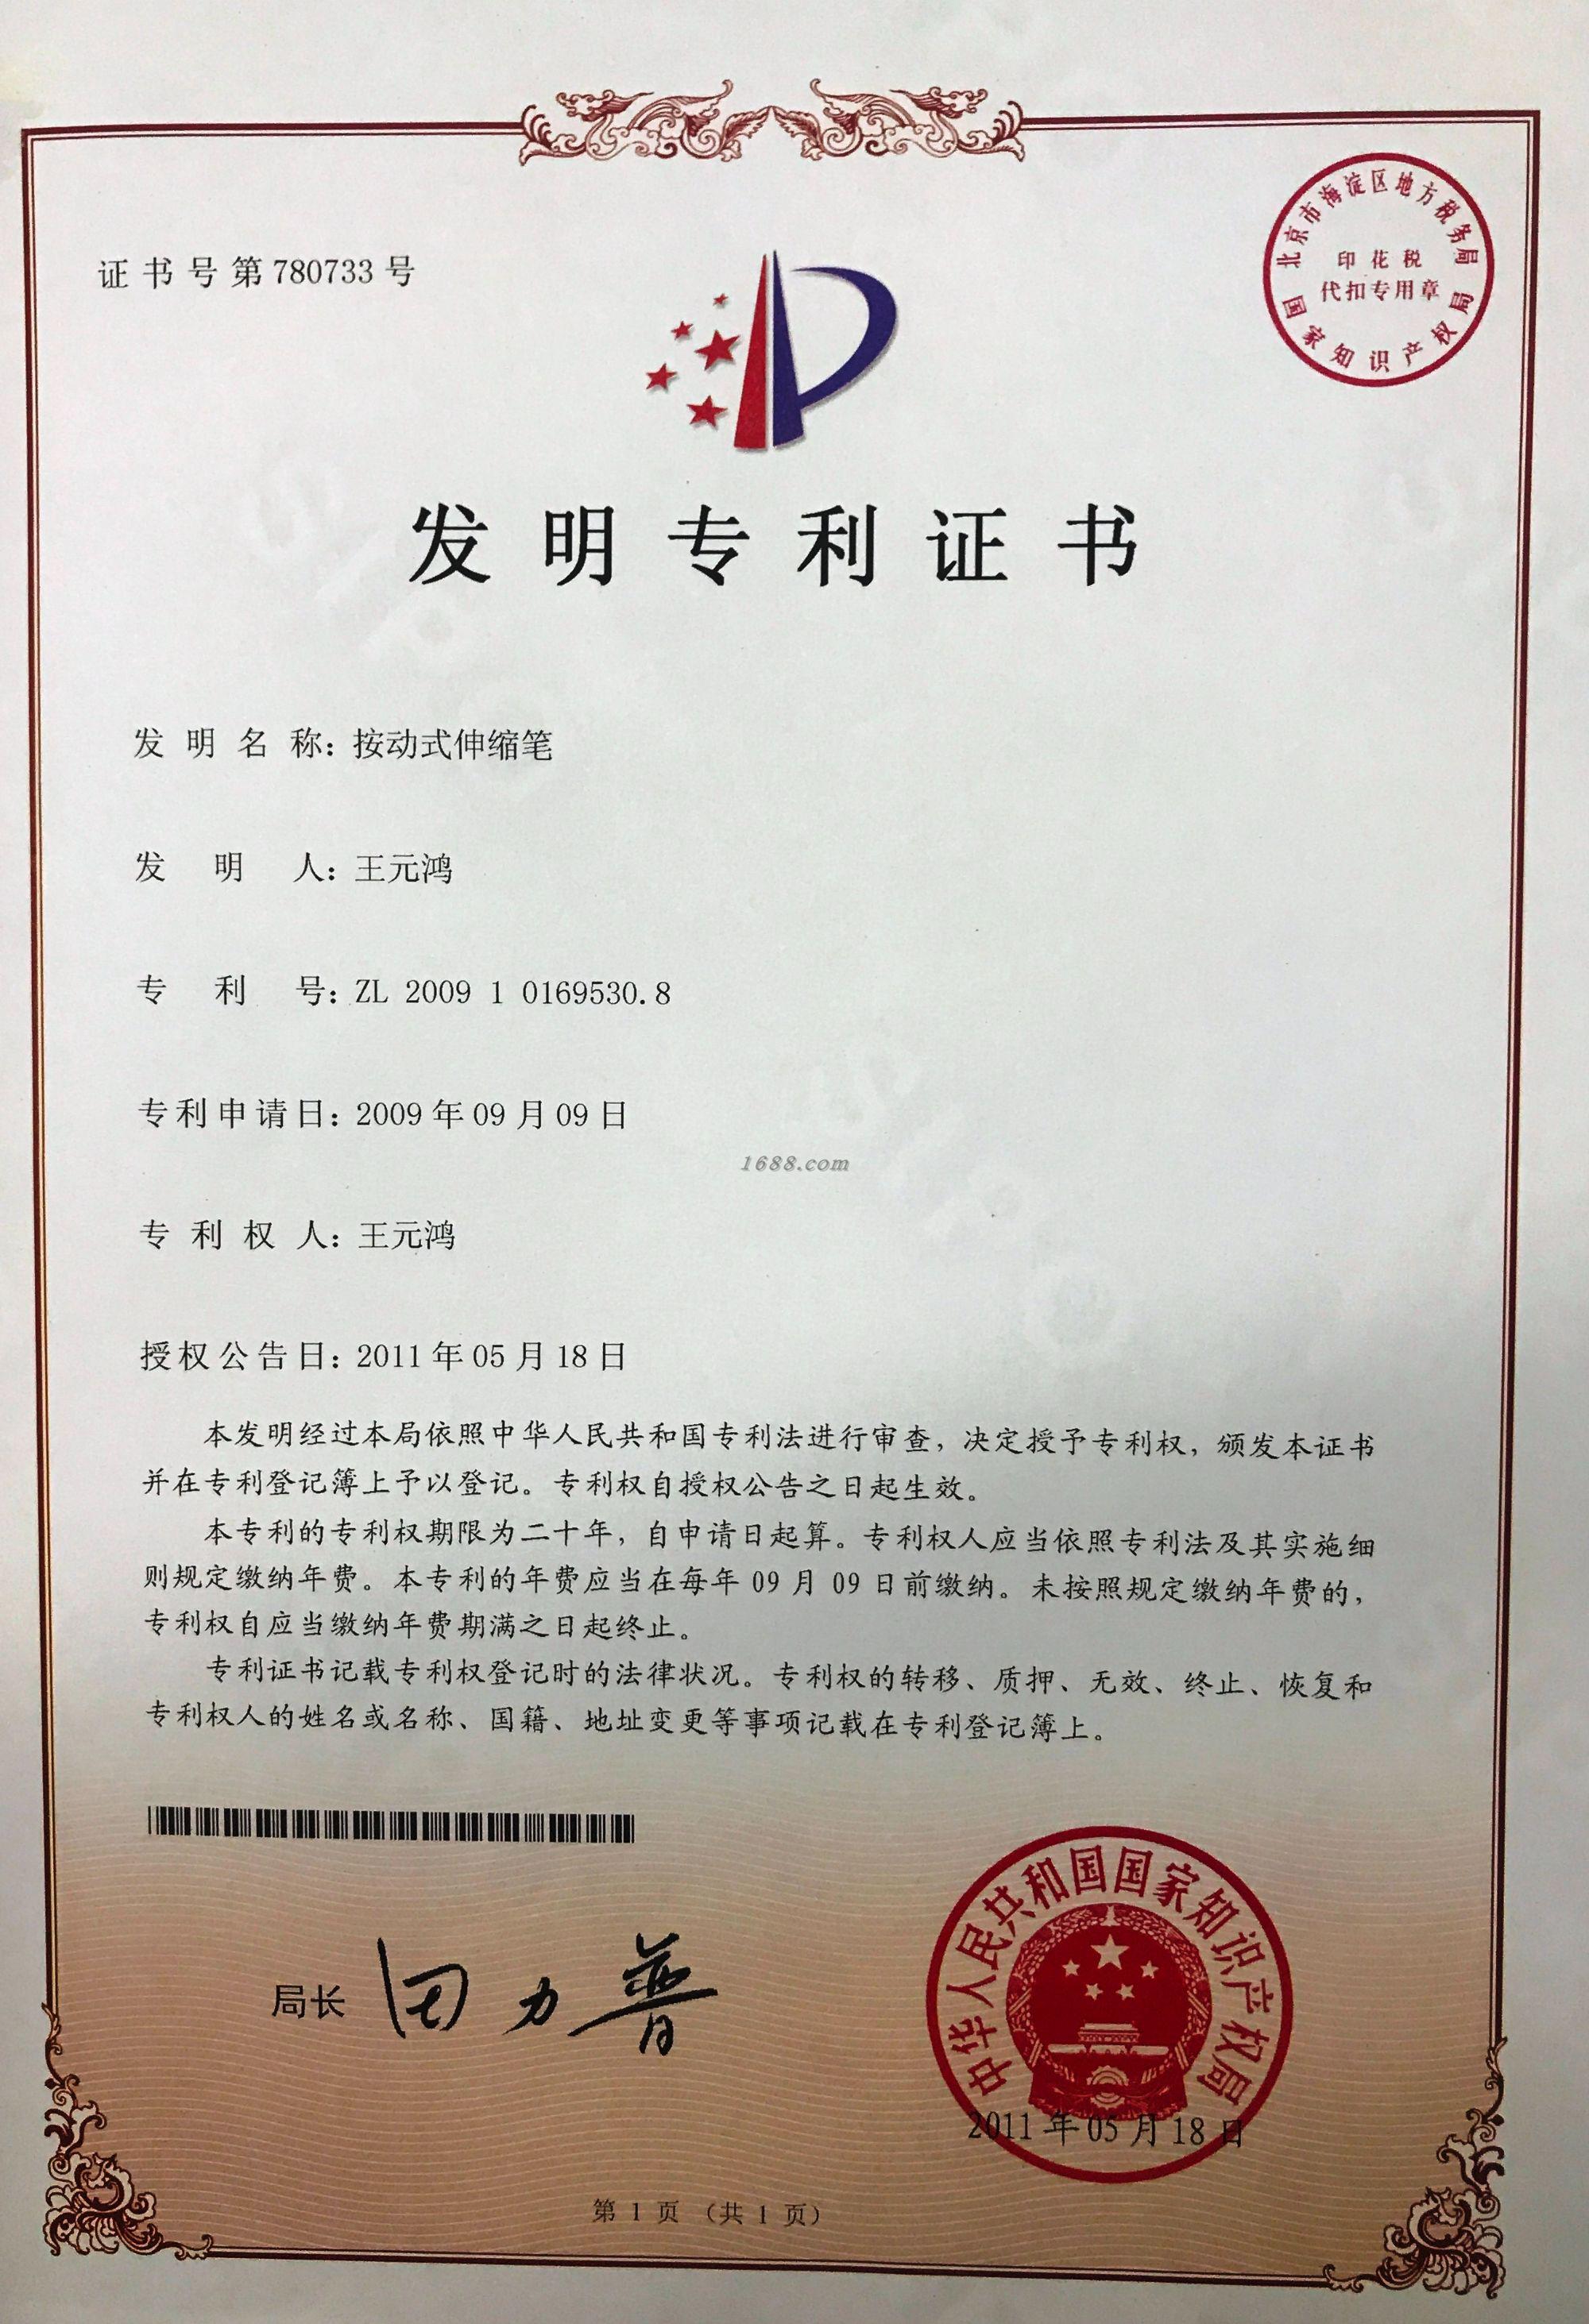 证书号第780733号
北京市海淀区地方税务局
印花税
代扣专用章
国家知识产权局
发明专利证书
发明名称：按动式伸缩笔
发明人：王元鸿
专利号：ZL 2009 1 0169530.8
专利申请日：2009年09月09日
1688.com
专利权人：王元鸿
授权公告日：2011年05月18日
本发明经过本局依照中华人民共和国专利法进行审查，决定授予专利权，颁发本证书
并在专利登记簿上予以登记。专利权自授权公告之日起生效。
本专利的专利权期限为二十年，自申请日起算。专利权人应当依照专利法及其实施细
则规定缴纳年费。本专利的年费应当在每年09月09日前缴纳。未按照规定缴纳年费的，
专利权自应当缴纳年费期满之日起终止。
专利证书记载专利权登记时的法律状况。专利权的转移、质押、无效、终止、恢复和
专利权人的姓名或名称、国籍、地址变更等事项记载在专利登记簿上。
局长 田力普
中华人民共和国国家知识产权局
2011年05月18日
第1页（共1页）